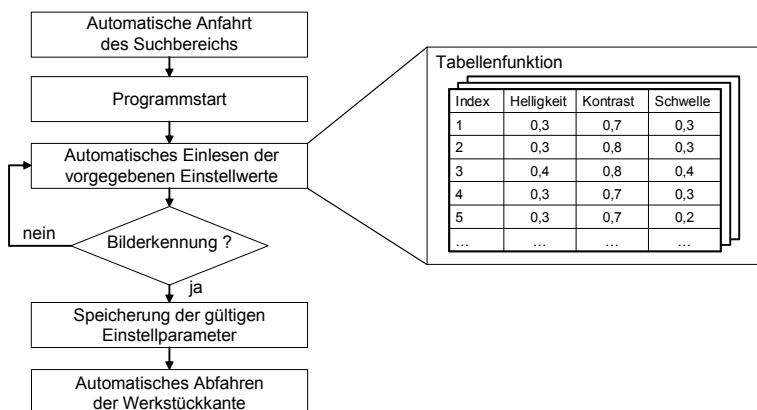 Automatische Anfahrt
des Suchbereichs
Programmstart
Automatisches Einlesen der
vorgegebenen Einstellwerte
nein
Bilderkennung ?
ja
Speicherung der gültigen
Einstellparameter
Automatisches Abfahren
der Werkstückkante
Tabellenfunktion
Index Helligkeit Kontrast Schwelle
1 0,3 0,7 0,3
2 0,3 0,8 0,3
3 0,4 0,8 0,4
4 0,3 0,7 0,3
5 0,3 0,7 0,2
... ... ... ...